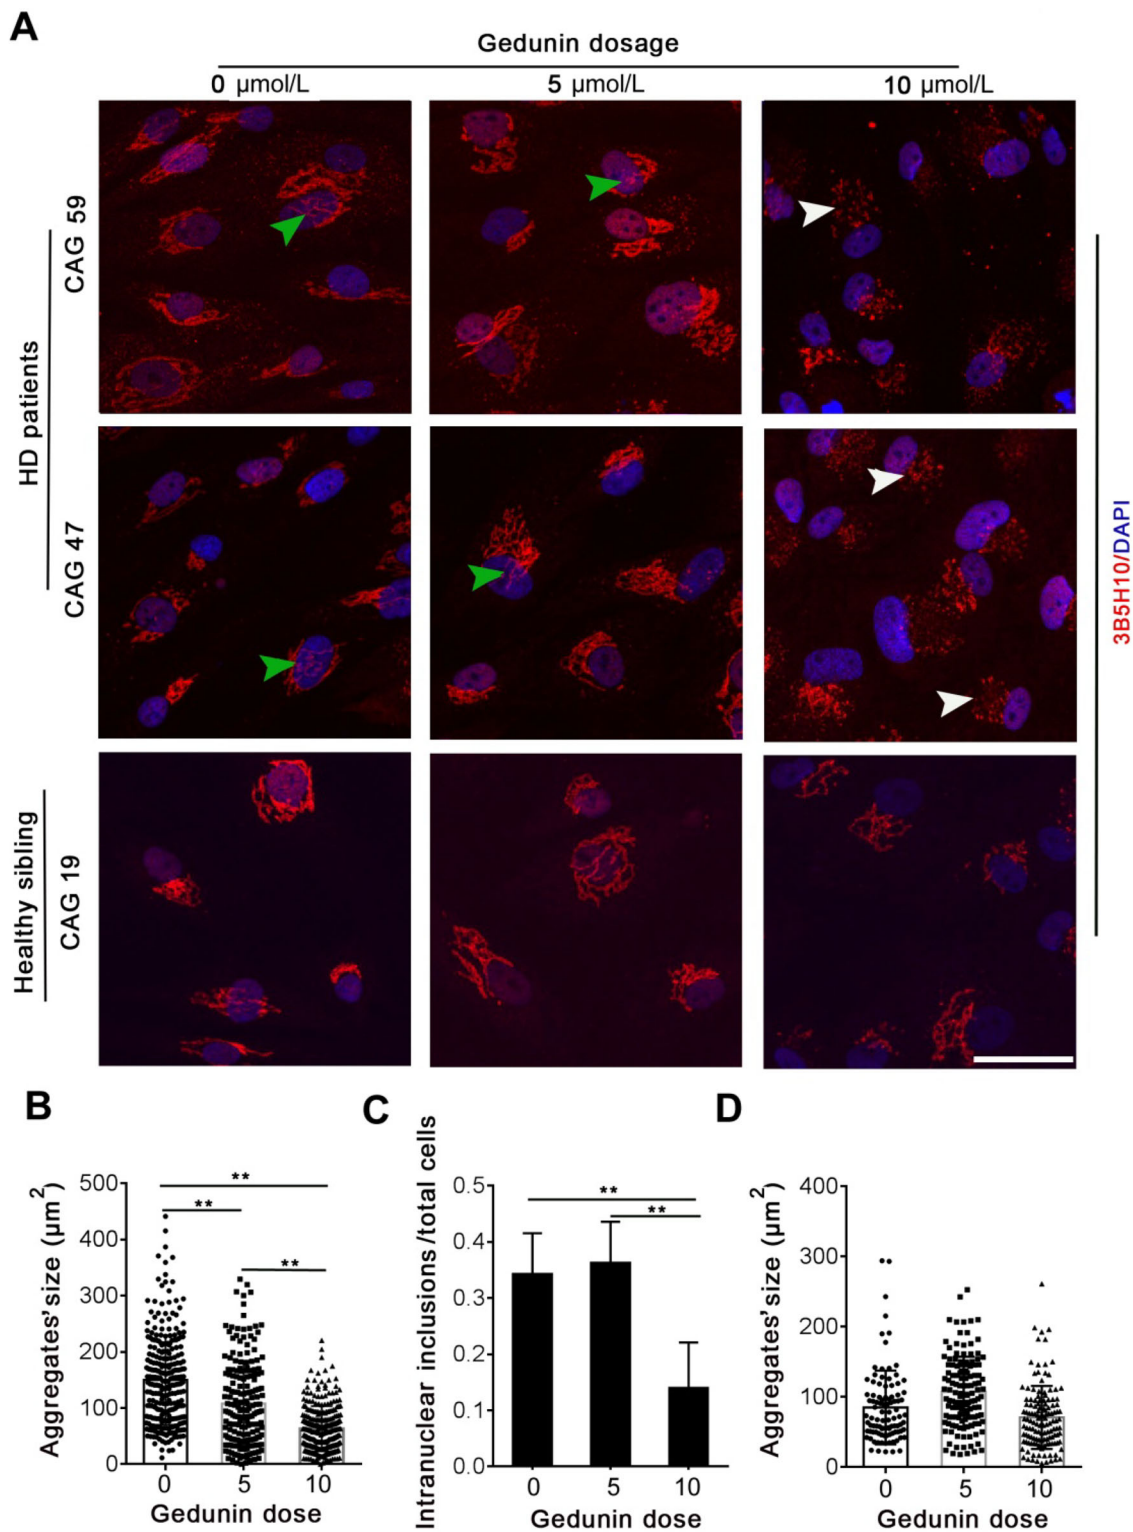 A
Gedunin dosage
0 µmol/L
5 µmol/L
10 µmol/L
HD patients
CAG 59
CAG 47
Healthy sibling
CAG 19
3B5H10/DAPI
B
Aggregates' size (µm²)
500
400
300
200
100
0
**
**
**
0 5 10
Gedunin dose
C
Intranuclear inclusions/total cells
0.5
0.4
0.3
0.2
0.1
0.0
**
**
0 5 10
Gedunin dose
D
Aggregates' size (µm²)
400
300
200
100
0
0 5 10
Gedunin dose